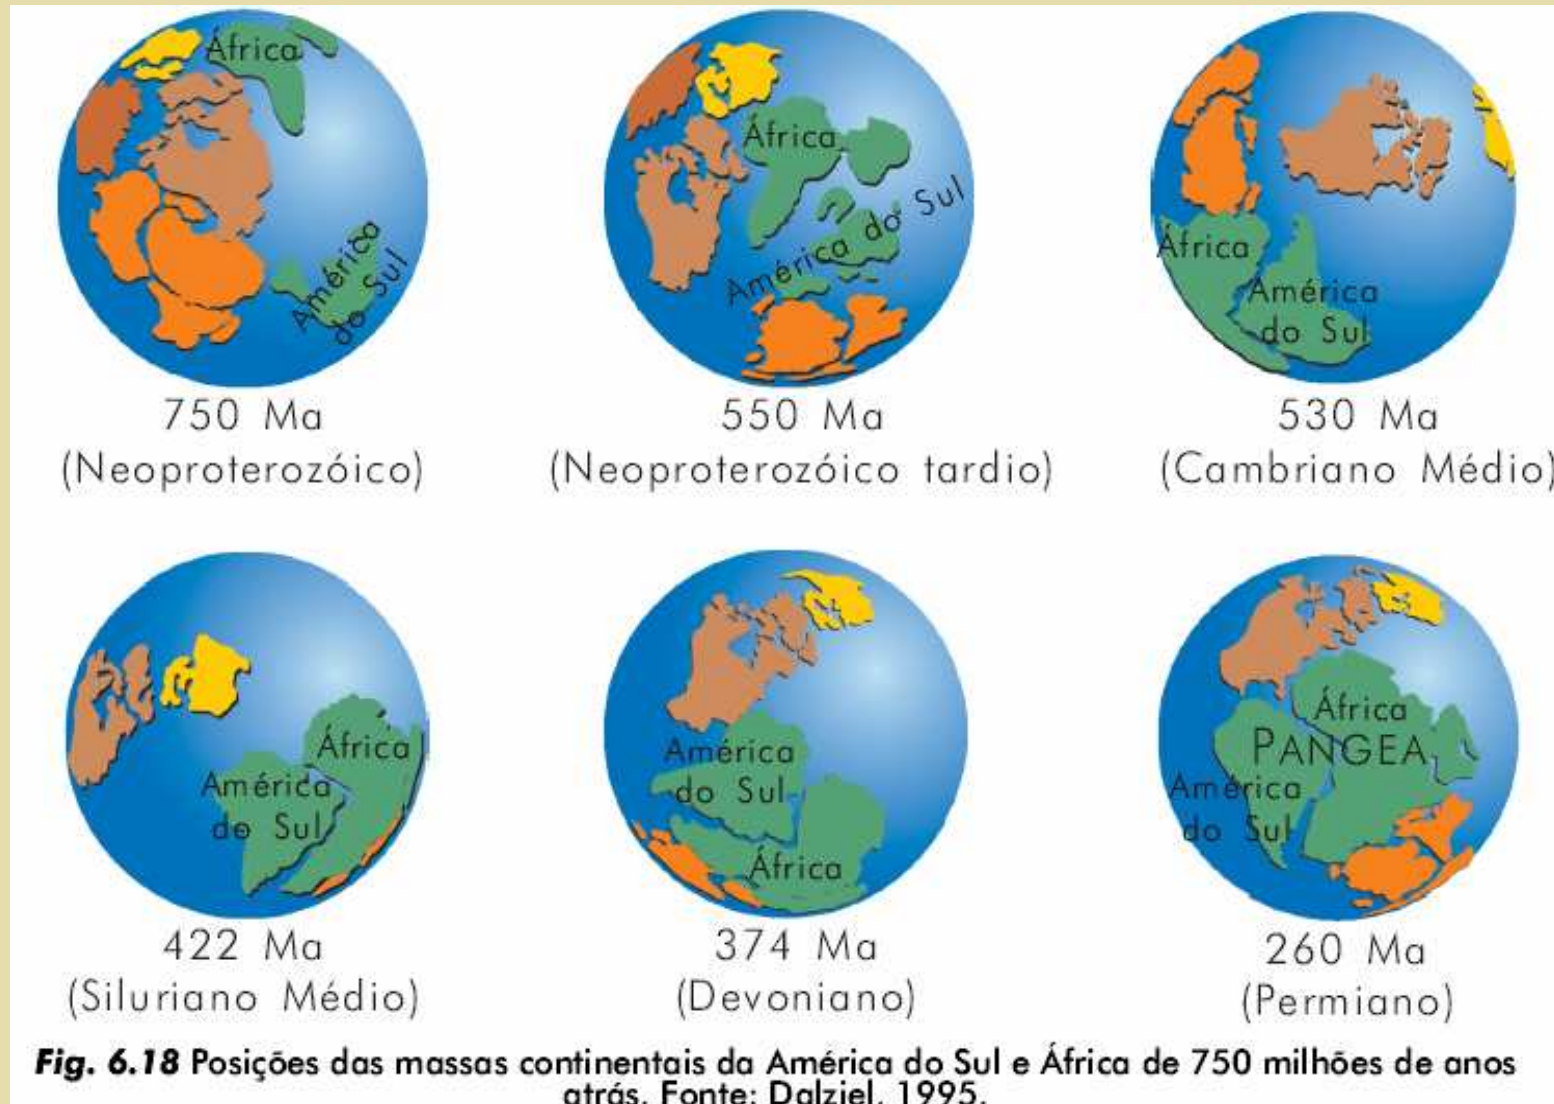 África
América
do Sul
750 Ma
(Neoproterozóico)
África
América do Sul
550 Ma
(Neoproterozóico tardio)
África
América
do Sul
530 Ma
(Cambriano Médio)
África
América
do Sul
422 Ma
(Siluriano Médio)
América
do Sul
África
374 Ma
(Devoniano)
África
PANGEA
América
do Sul
260 Ma
(Permiano)
Fig. 6.18 Posições das massas continentais da América do Sul e África de 750 milhões de anos
atrás. Fonte: Dalziel, 1995.